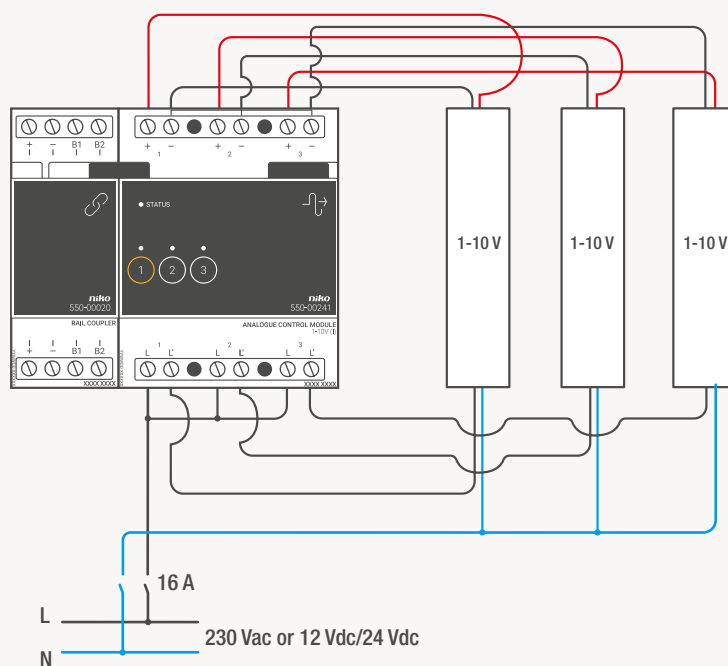 + − B1 B2
+ − + − + −
1 2 3
STATUS
1 2 3
niko
550-00020
niko
550-00241
RAIL COUPLER
ANALOGUE CONTROL MODULE
1-10V (I)
+ − B1 B2
1 2 3
L L' L L' L L'
XXXX XXXX
XXXX XXXX
1-10 V
1-10 V
1-10 V
16 A
L
230 Vac or 12 Vdc/24 Vdc
N